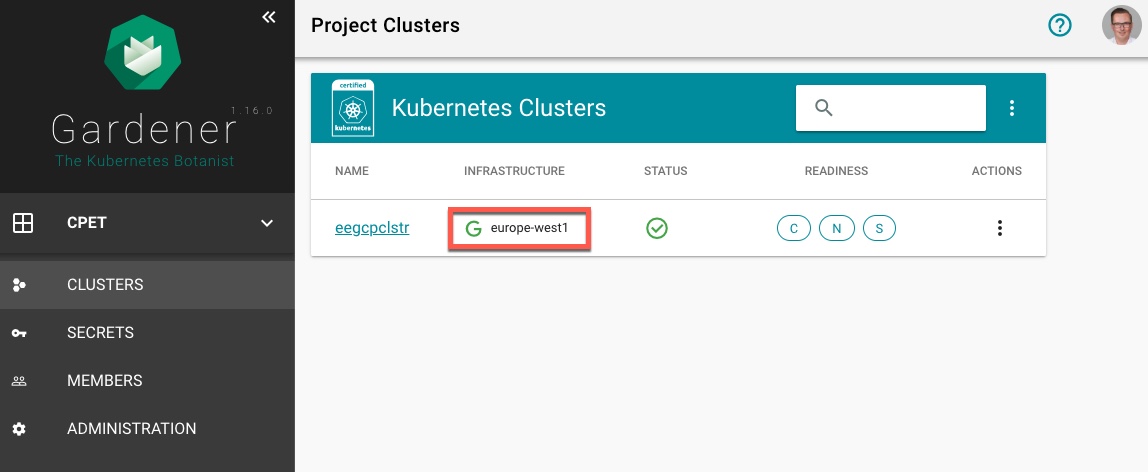 Project Clusters
1.16.0
Gardener
The Kubernetes Botanist
CPET
CLUSTERS
SECRETS
MEMBERS
ADMINISTRATION
certified
kubernetes
Kubernetes Clusters
NAME INFRASTRUCTURE STATUS READINESS ACTIONS
eegcpclstr G europe-west1 C N S